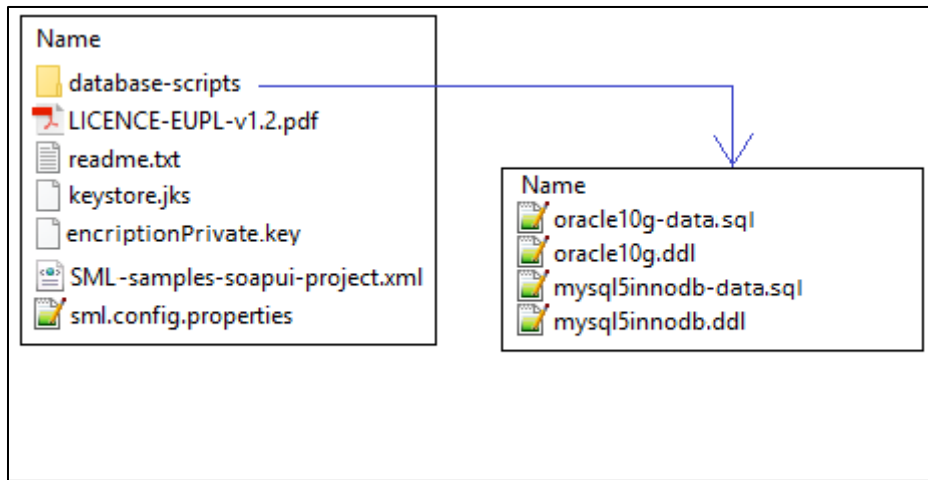 Name
database-scripts
LICENCE-EUPL-v1.2.pdf
readme.txt
keystore.jks
encriptionPrivate.key
SML-samples-soapui-project.xml
sml.config.properties
Name
oracle10g-data.sql
oracle10g.ddl
mysql5innodb-data.sql
mysql5innodb.ddl